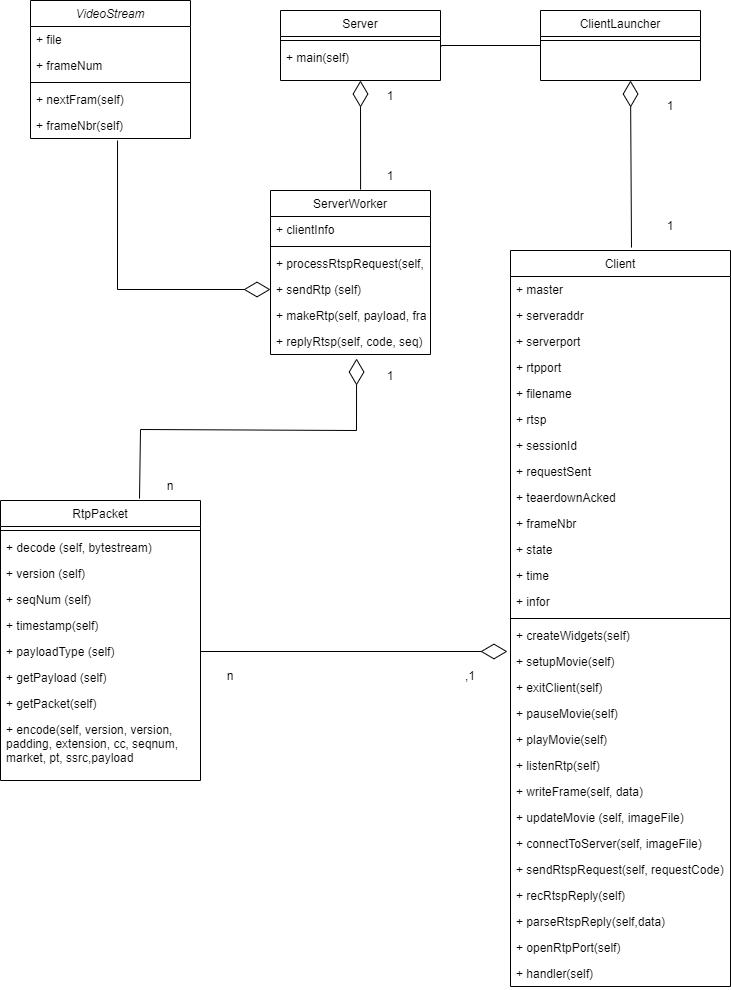 VideoStream
+ file
+ frameNum
+ nextFram(self)
+ frameNbr(self)
Server
+ main(self)
ClientLauncher
1
1
1
1
ServerWorker
+ clientInfo
+ processRtspRequest(self,
+ sendRtp (self)
+ makeRtp(self, payload, fra
+ replyRtsp(self, code, seq)
1
n
RtpPacket
+ decode (self, bytestream)
+ version (self)
+ seqNum (self)
+ timestamp(self)
+ payloadType (self)
+ getPayload (self)
+ getPacket(self)
+ encode(self, version, version,
padding, extension, cc, seqnum,
market, pt, ssrc,payload
n
,1
Client
+ master
+ serveraddr
+ serverport
+ rtpport
+ filename
+ rtsp
+ sessionId
+ requestSent
+ teaerdownAcked
+ frameNbr
+ state
+ time
+ infor
+ createWidgets(self)
+ setupMovie(self)
+ exitClient(self)
+ pauseMovie(self)
+ playMovie(self)
+ listenRtp(self)
+ writeFrame(self, data)
+ updateMovie (self, imageFile)
+ connectToServer(self, imageFile)
+ sendRtspRequest(self, requestCode)
+ recRtspReply(self)
+ parseRtspReply(self,data)
+ openRtpPort(self)
+ handler(self)